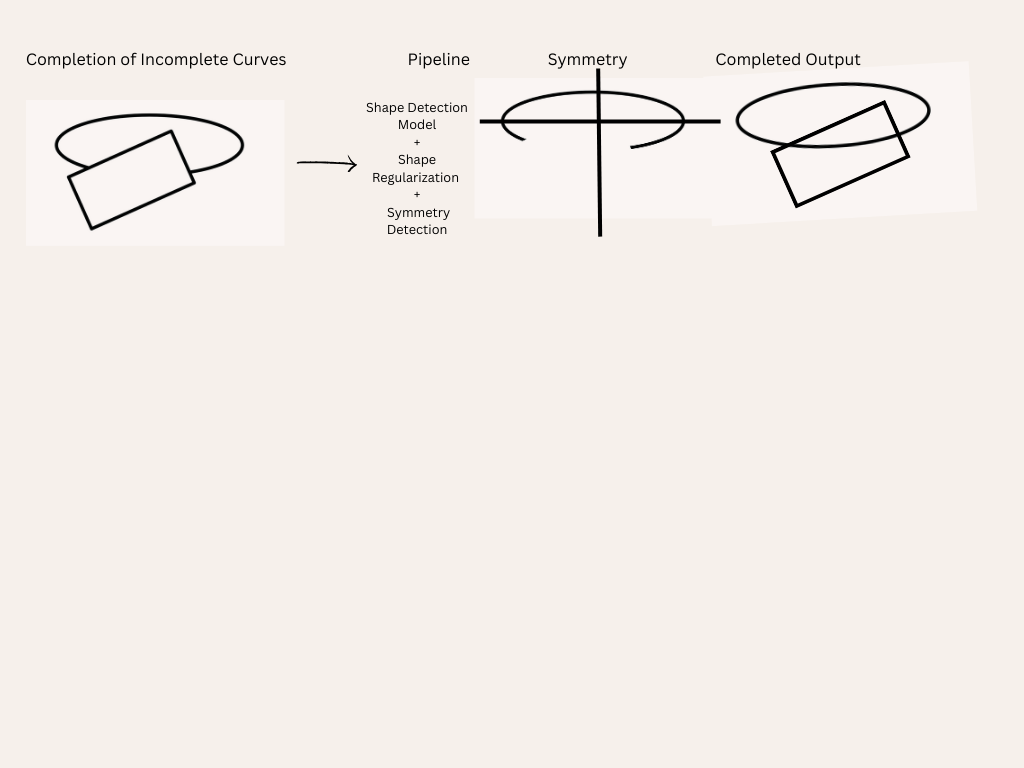 Completion of Incomplete Curves
Pipeline
Symmetry
Completed Output
Shape Detection
Model
+
Shape
Regularization
+
Symmetry
Detection